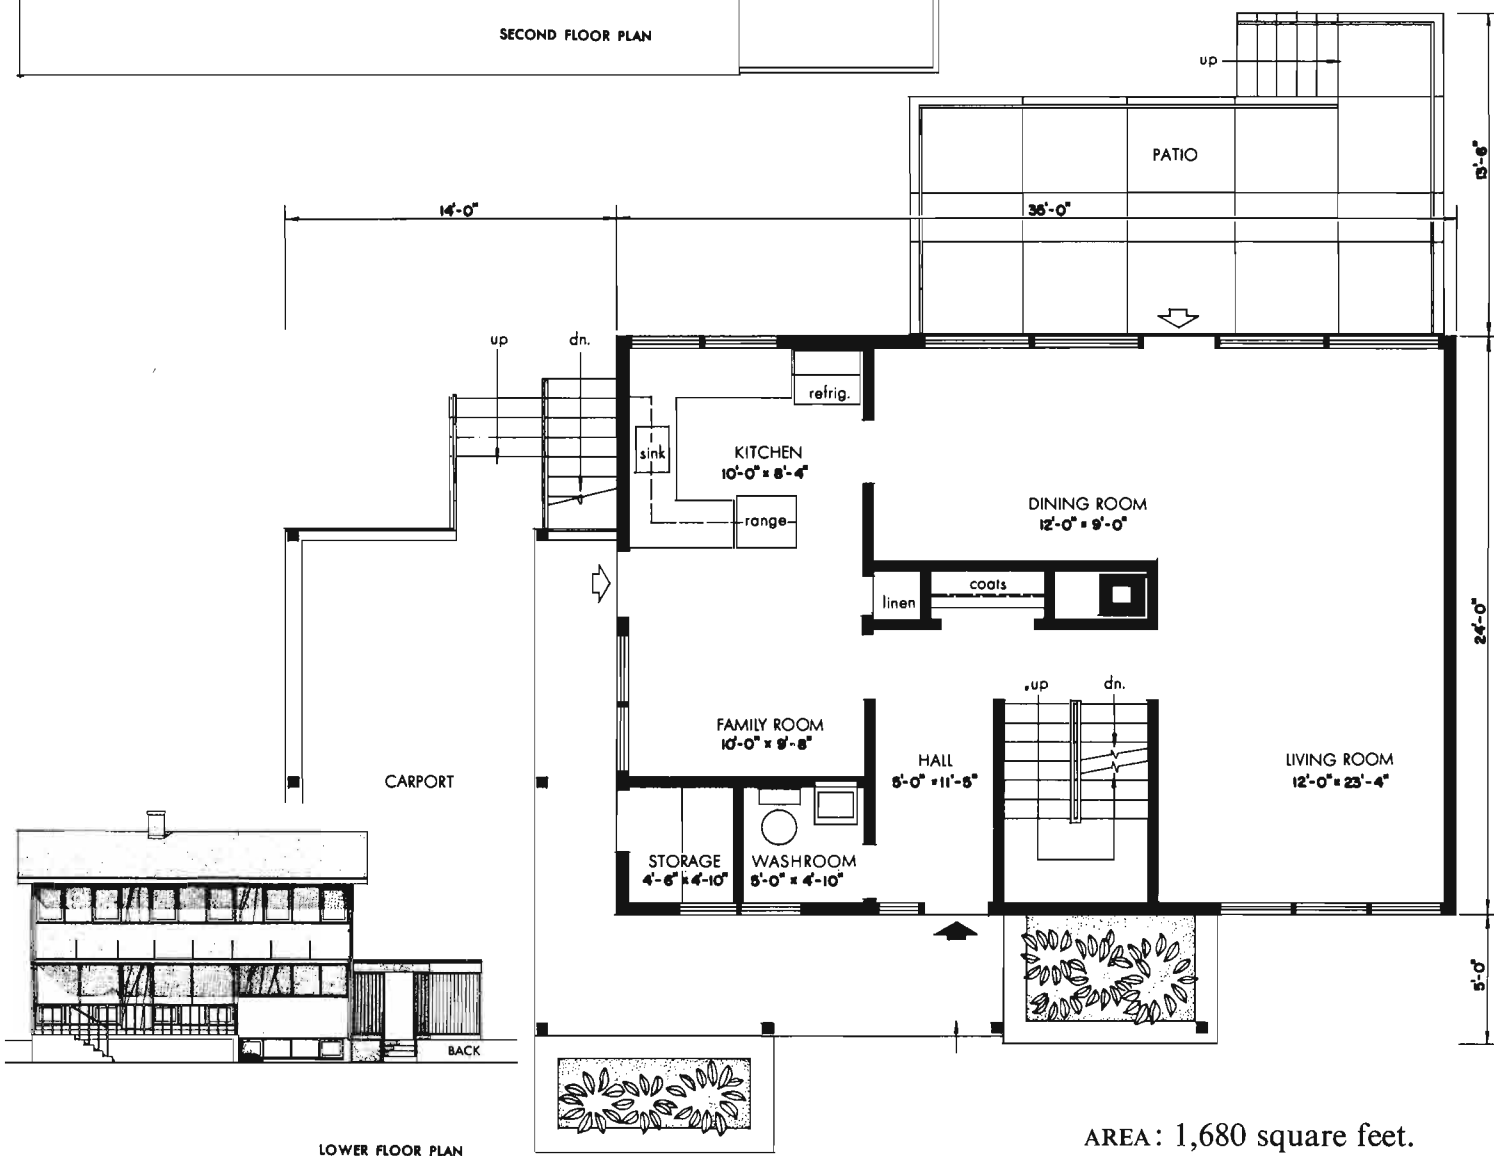 SECOND FLOOR PLAN
up
PATIO
13'-6"
14'-0"
35'-0"
up
dn.
refrig.
sink
KITCHEN
10'-0" x 8'-4"
range
DINING ROOM
12'-0" x 9'-0"
linen
coats
24'-0"
up
dn.
FAMILY ROOM
10'-0" x 9'-8"
HALL
5'-0" x 11'-5"
LIVING ROOM
12'-0" x 23'-4"
CARPORT
STORAGE
4'-6" x 4'-10"
WASHROOM
5'-0" x 4'-10"
5'-0"
BACK
AREA: 1,680 square feet.
LOWER FLOOR PLAN